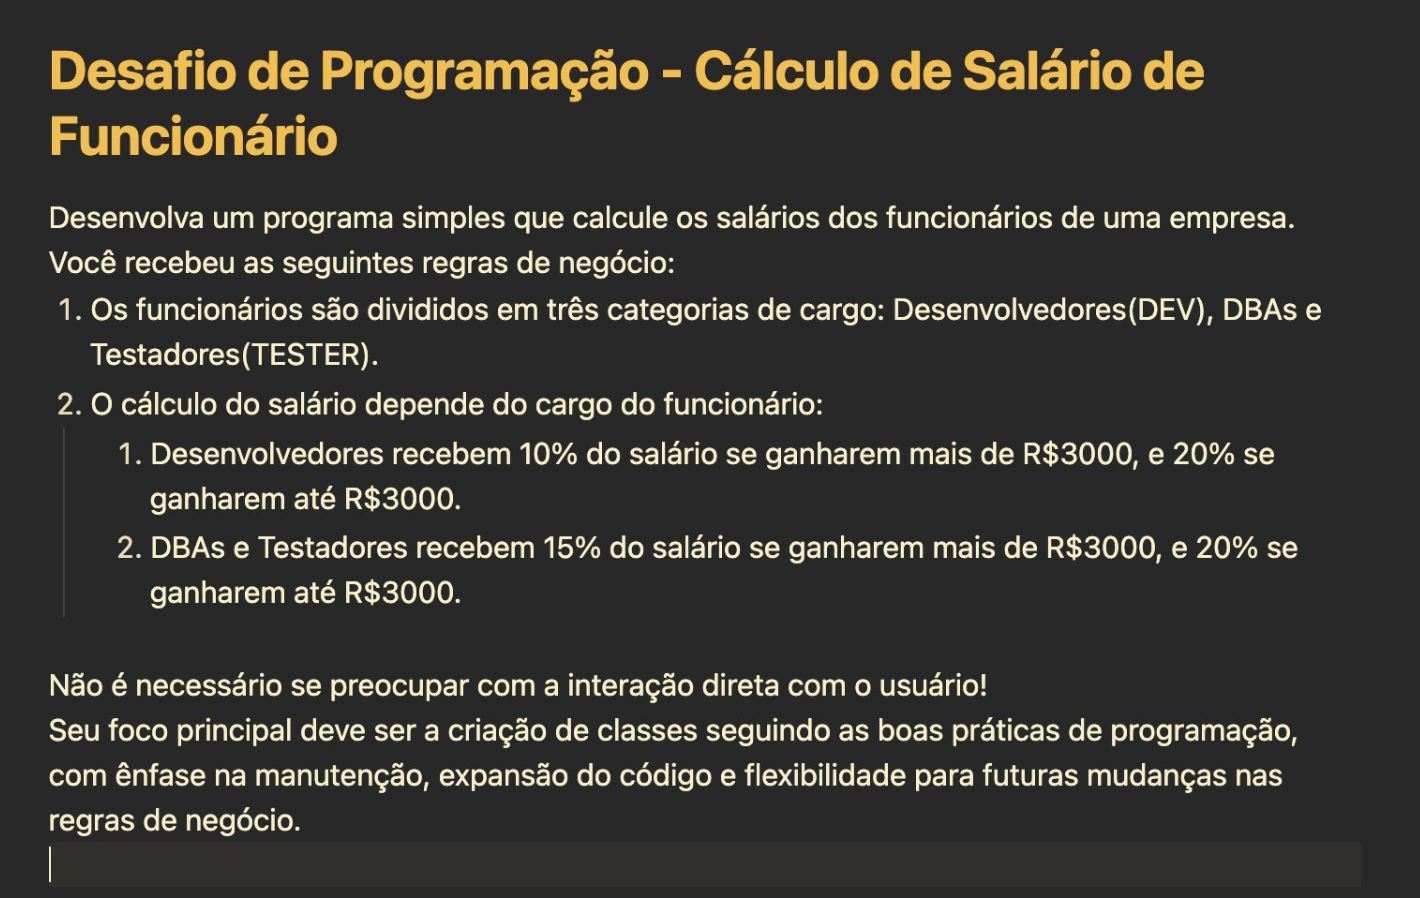 Desafio de Programação - Cálculo de Salário de
Funcionário
Desenvolva um programa simples que calcule os salários dos funcionários de uma empresa.
Você recebeu as seguintes regras de negócio:
1. Os funcionários são divididos em três categorias de cargo: Desenvolvedores(DEV), DBAs e
Testadores(TESTER).
2. O cálculo do salário depende do cargo do funcionário:
1. Desenvolvedores recebem 10% do salário se ganharem mais de R$3000, e 20% se
ganharem até R$3000.
2. DBAs e Testadores recebem 15% do salário se ganharem mais de R$3000, e 20% se
ganharem até R$3000.
Não é necessário se preocupar com a interação direta com o usuário!
Seu foco principal deve ser a criação de classes seguindo as boas práticas de programação,
com ênfase na manutenção, expansão do código e flexibilidade para futuras mudanças nas
regras de negócio.